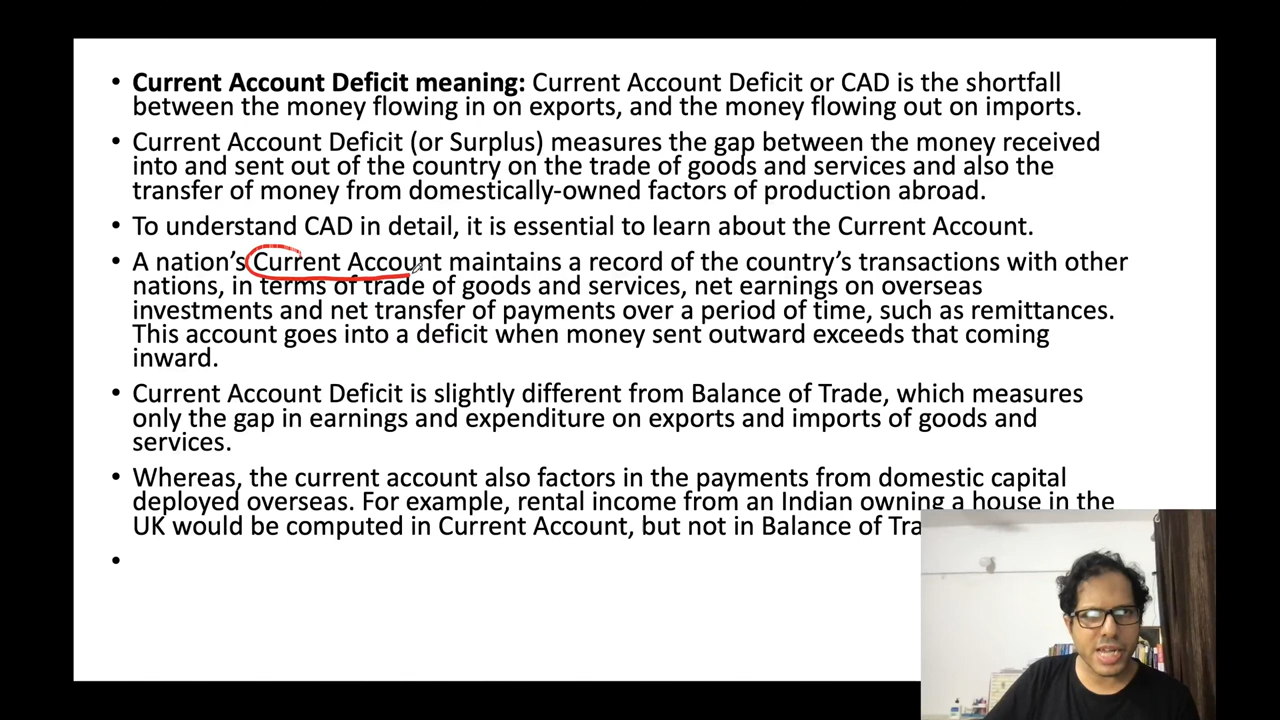 • Current Account Deficit meaning: Current Account Deficit or CAD is the shortfall
between the money flowing in on exports, and the money flowing out on imports.
• Current Account Deficit (or Surplus) measures the gap between the money received
into and sent out of the country on the trade of goods and services and also the
transfer of money from domestically-owned factors of production abroad.
• To understand CAD in detail, it is essential to learn about the Current Account.
• A nation’s Current Account maintains a record of the country’s transactions with other
nations, in terms of trade of goods and services, net earnings on overseas
investments and net transfer of payments over a period of time, such as remittances.
This account goes into a deficit when money sent outward exceeds that coming
inward.
• Current Account Deficit is slightly different from Balance of Trade, which measures
only the gap in earnings and expenditure on exports and imports of goods and
services.
• Whereas, the current account also factors in the payments from domestic capital
deployed overseas. For example, rental income from an Indian owning a house in the
UK would be computed in Current Account, but not in Balance of Tra
•